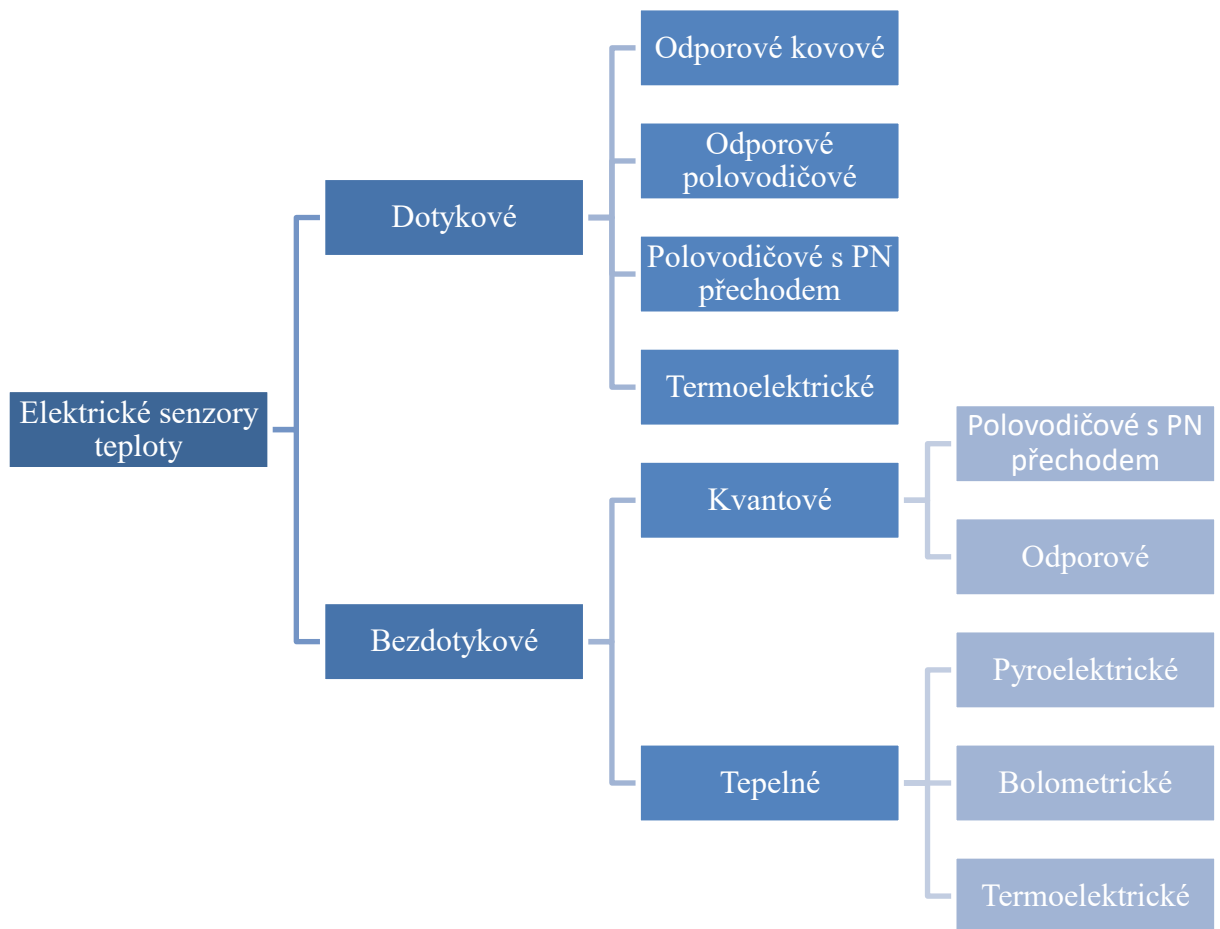 Elektrické senzory
teploty
Dotykové
Odporové kovové
Odporové
polovodičové
Polovodičové s PN
přechodem
Termoelektrické
Bezdotykové
Kvantové
Polovodičové s PN
přechodem
Odporové
Tepelné
Pyroelektrické
Bolometrické
Termoelektrické